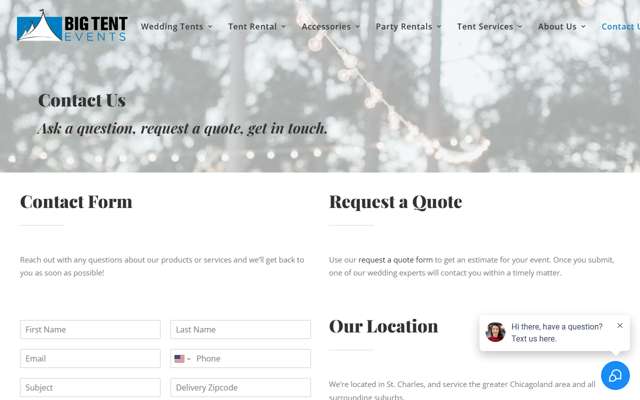 BIG TENT
EVENTS
Wedding Tents
Tent Rental
Accessories
Party Rentals
Tent Services
About Us
Contact U
Contact Us
Ask a question, request a quote, get in touch.
Contact Form
Reach out with any questions about our products or services and we'll get back to
you as soon as possible!
First Name
Last Name
Email
Phone
Subject
Delivery Zipcode
Request a Quote
Use our request a quote form to get an estimate for your event. Once you submit,
one of our wedding experts will contact you within a timely matter.
Our Location
We're located in St. Charles, and service the greater Chicagoland area and all
surrounding suburbs.
Hi there, have a question?
Text us here.